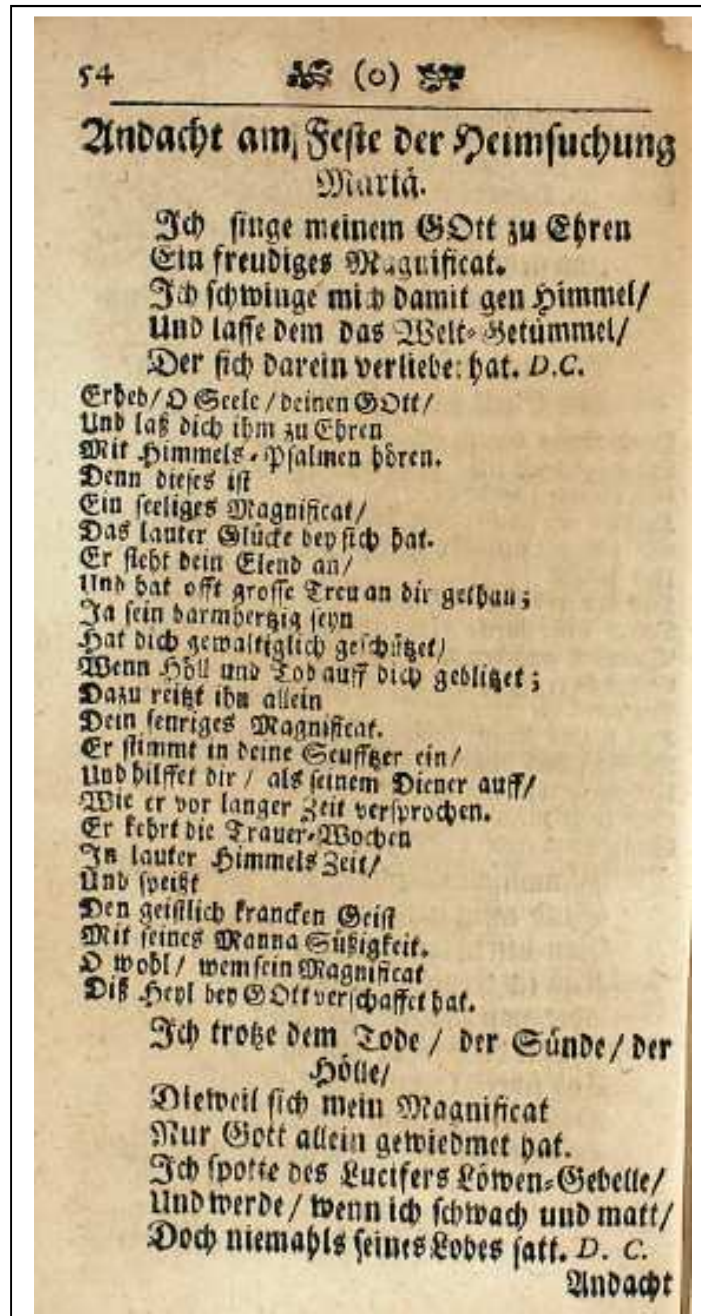 54 (o)
Andacht am Feste der Heimsuchung
Mariä.
Ich singe meinem GOtt zu Ehren
Ein freudiges Magnificat.
Ich schwinge mich damit gen Himmel/
Und lasse dem das Welt-Getümmel/
Der sich darein verliebet hat. D.C.
Erheb/ O Seele / deinen GOtt/
Und laß dich ihm zu Ehren
Mit Himmels-Psalmen hören.
Denn dieses ist
Ein seeliges Magnificat/
Das lauter Glücke bey sich hat.
Er sieht dein Elend an/
Und hat offt grosse Treu an dir gethan;
Ja sein barmhertzig seyn
Hat dich gewaltiglich geschützet/
Wenn Höll und Tod auff dich geblitzet;
Dazu reitzt ihn allein
Dein feuriges Magnificat.
Er stimmt in deine Seufftzer ein/
Und hilffet dir / als seinem Diener auff/
Wie er vor langer Zeit versprochen.
Er kehrt die Trauer-Wochen
In lauter Himmels Zeit/
Und speißt
Den geistlich krancken Geist
Mit seines Manna Süßigkeit.
O wohl / wem sein Magnificat
Diß Heyl bey GOtt verschaffet hat.
Ich trotze dem Tode / der Sünde / der
Hölle/
Dieweil sich mein Magnificat
Nur Gott allein gewiedmet hat.
Ich spotte des Lucifers Löwen-Gebelle/
Und werde / wenn ich schwach und matt/
Doch niemahls seines Lobes satt. D. C.
Andacht